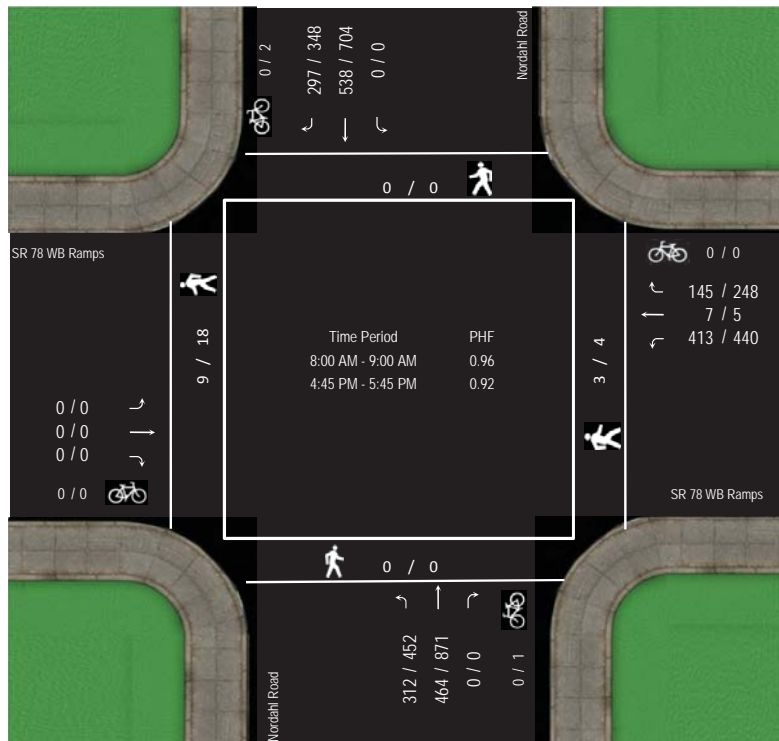 0 / 2
297 / 348
538 / 704
0 / 0
Nordahl Road
0 / 0
SR 78 WB Ramps
0 / 0
145 / 248
7 / 5
413 / 440
9 / 18
Time Period PHF
8:00 AM - 9:00 AM 0.96
4:45 PM - 5:45 PM 0.92
3 / 4
0 / 0
0 / 0
0 / 0
0 / 0
SR 78 WB Ramps
0 / 0
312 / 452
464 / 871
0 / 0
0 / 1
Nordahl Road